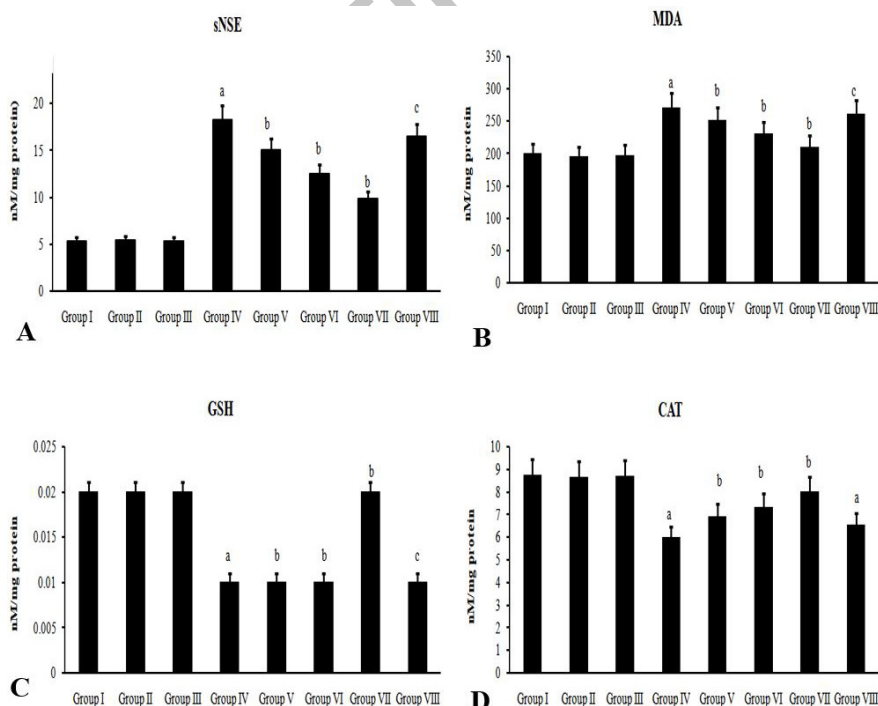 sNSE
nM/mg protein)
20
15
10
5
0
a
b
b
b
c
Group I Group II Group III Group IV Group V Group VI Group VII Group VIII
A
MDA
nM/mg protein
350
300
250
200
150
100
50
0
a
b
b
b
c
Group I Group II Group III Group IV Group V Group VI Group VII Group VIII
B
GSH
nM/mg protein
0.025
0.02
0.015
0.01
0.005
0
a
b
b
b
c
Group I Group II Group III Group IV Group V Group VI Group VII Group VIII
C
CAT
nM/mg protein
10
9
8
7
6
5
4
3
2
1
0
a
b
b
b
a
Group I Group II Group III Group IV Group V Group VI Group VII Group VIII
D